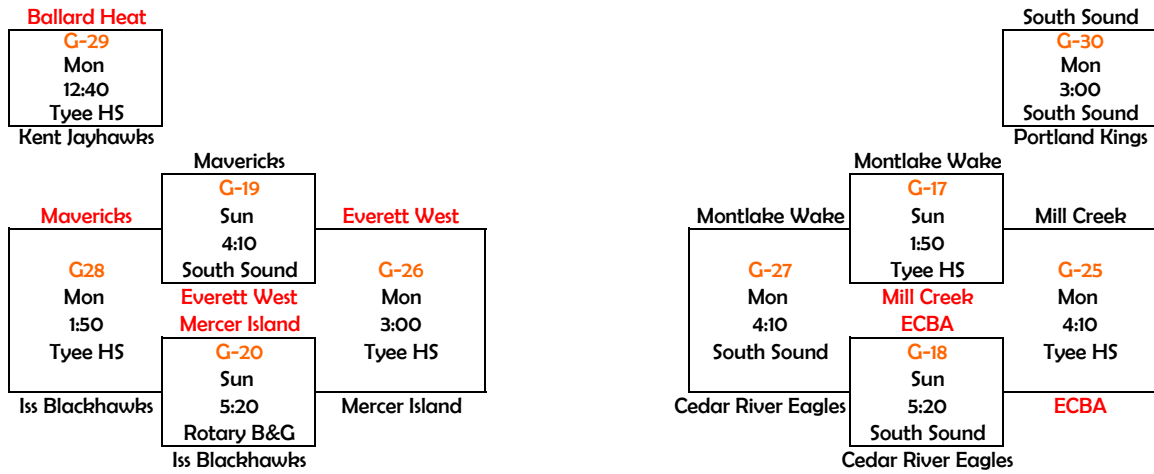 Ballard Heat
G-29
Mon
12:40
Tyee HS
Kent Jayhawks
South Sound
G-30
Mon
3:00
South Sound
Portland Kings
Mavericks
G-19
Sun
4:10
South Sound
Everett West
Mavericks
G28
Mon
1:50
Tyee HS
Iss Blackhawks
Everett West
G-26
Mon
3:00
Tyee HS
Mercer Island
Mercer Island
G-20
Sun
5:20
Rotary B&G
Iss Blackhawks
Montlake Wake
G-17
Sun
1:50
Tyee HS
Mill Creek
Montlake Wake
G-27
Mon
4:10
South Sound
Cedar River Eagles
Mill Creek
G-25
Mon
4:10
Tyee HS
ECBA
ECBA
G-18
Sun
5:20
South Sound
Cedar River Eagles